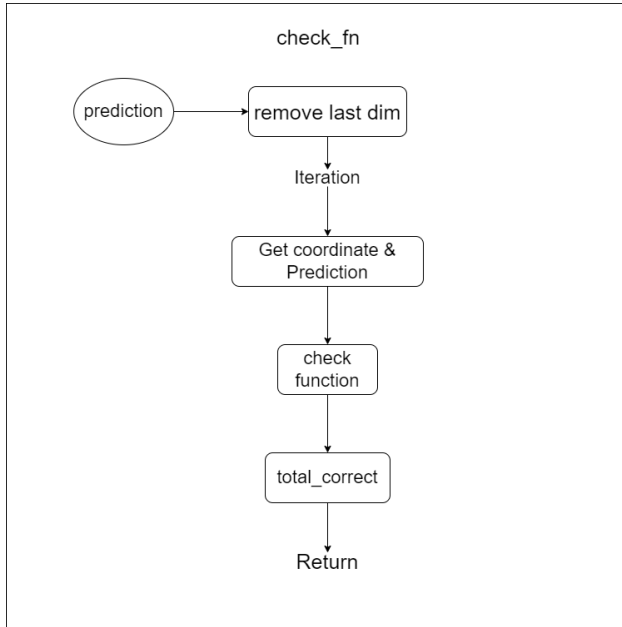 check_fn
prediction
remove last dim
Iteration
Get coordinate &
Prediction
check
function
total_correct
Return